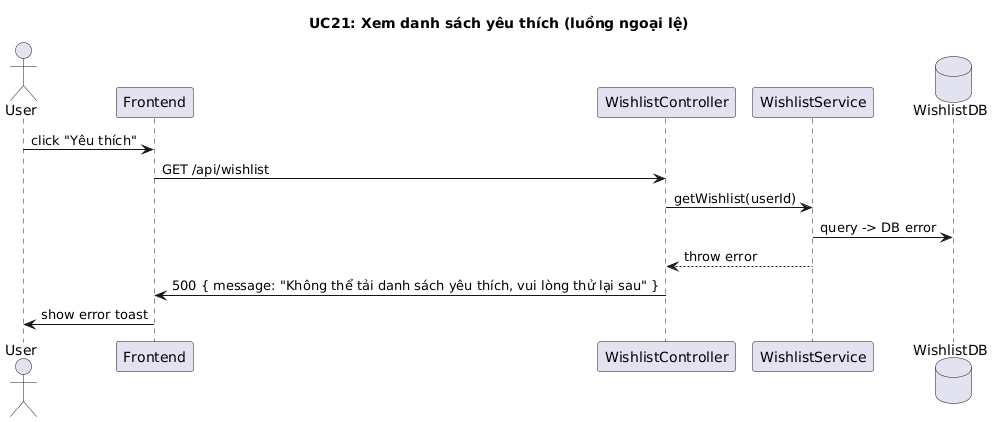 UC21: Xem danh sách yêu thích (luồng ngoại lệ)
User
Frontend
WishlistController
WishlistService
WishlistDB
click "Yêu thích"
GET /api/wishlist
getWishlist(userId)
query -> DB error
throw error
500 { message: "Không thể tải danh sách yêu thích, vui lòng thử lại sau" }
show error toast
User
Frontend
WishlistController
WishlistService
WishlistDB